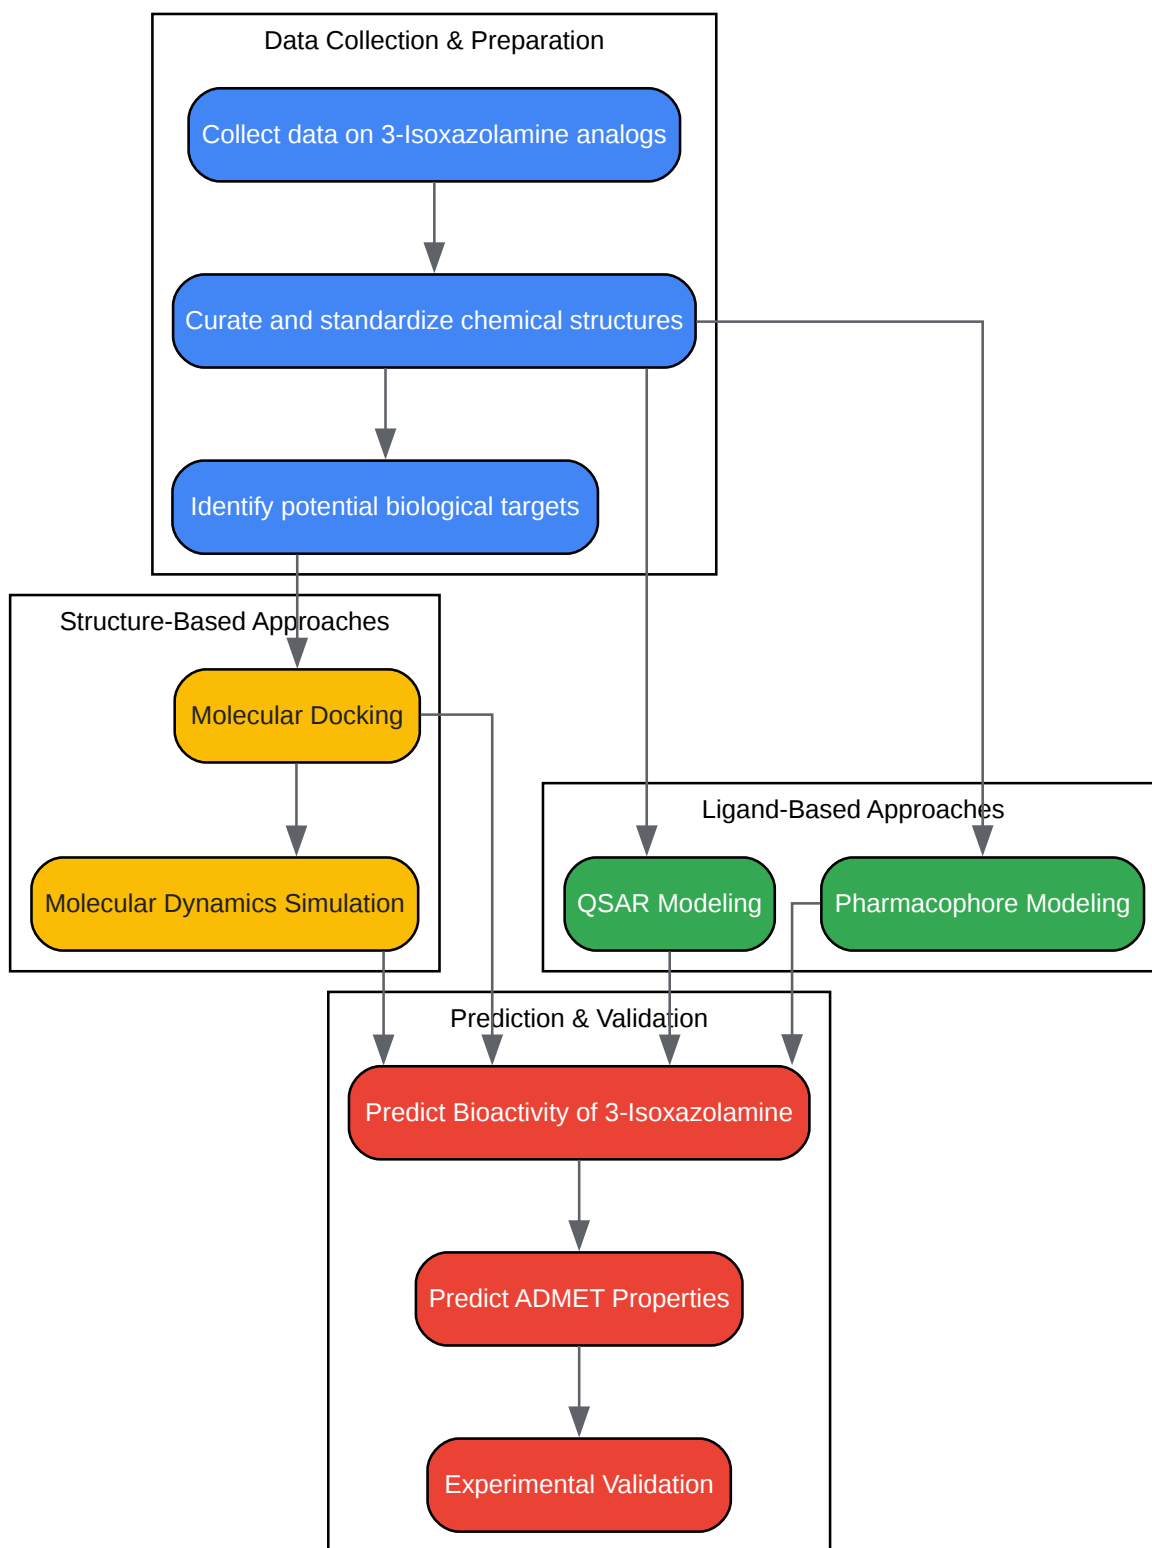 Data Collection & Preparation
Collect data on 3-Isoxazolamine analogs
Curate and standardize chemical structures
Identify potential biological targets
Structure-Based Approaches
Molecular Docking
Molecular Dynamics Simulation
Ligand-Based Approaches
QSAR Modeling
Pharmacophore Modeling
Prediction & Validation
Predict Bioactivity of 3-Isoxazolamine
Predict ADMET Properties
Experimental Validation